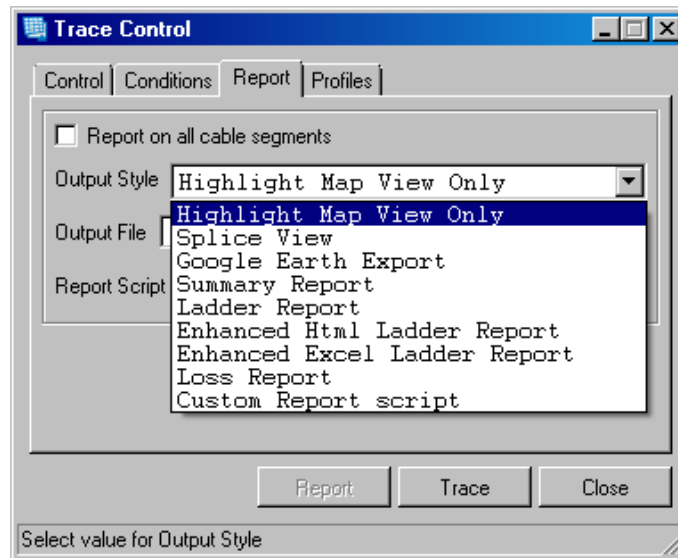 Trace Control
Control Conditions Report Profiles
Report on all cable segments
Output Style Highlight Map View Only
Highlight Map View Only
Splice View
Output File
Google Earth Export
Summary Report
Report Script
Ladder Report
Enhanced Html Ladder Report
Enhanced Excel Ladder Report
Loss Report
Custom Report script
Report Trace Close
Select value for Output Style